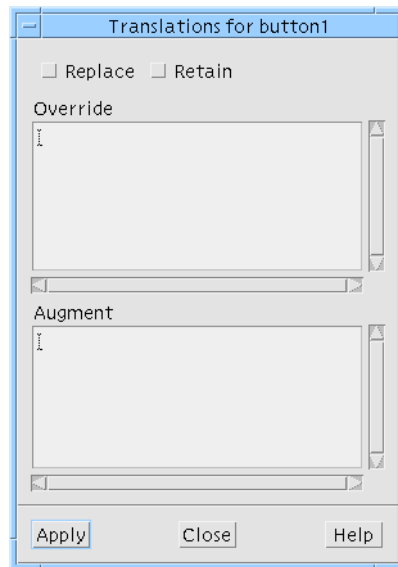 Translations for button1
Replace Retain
Override
Augment
Apply Close Help